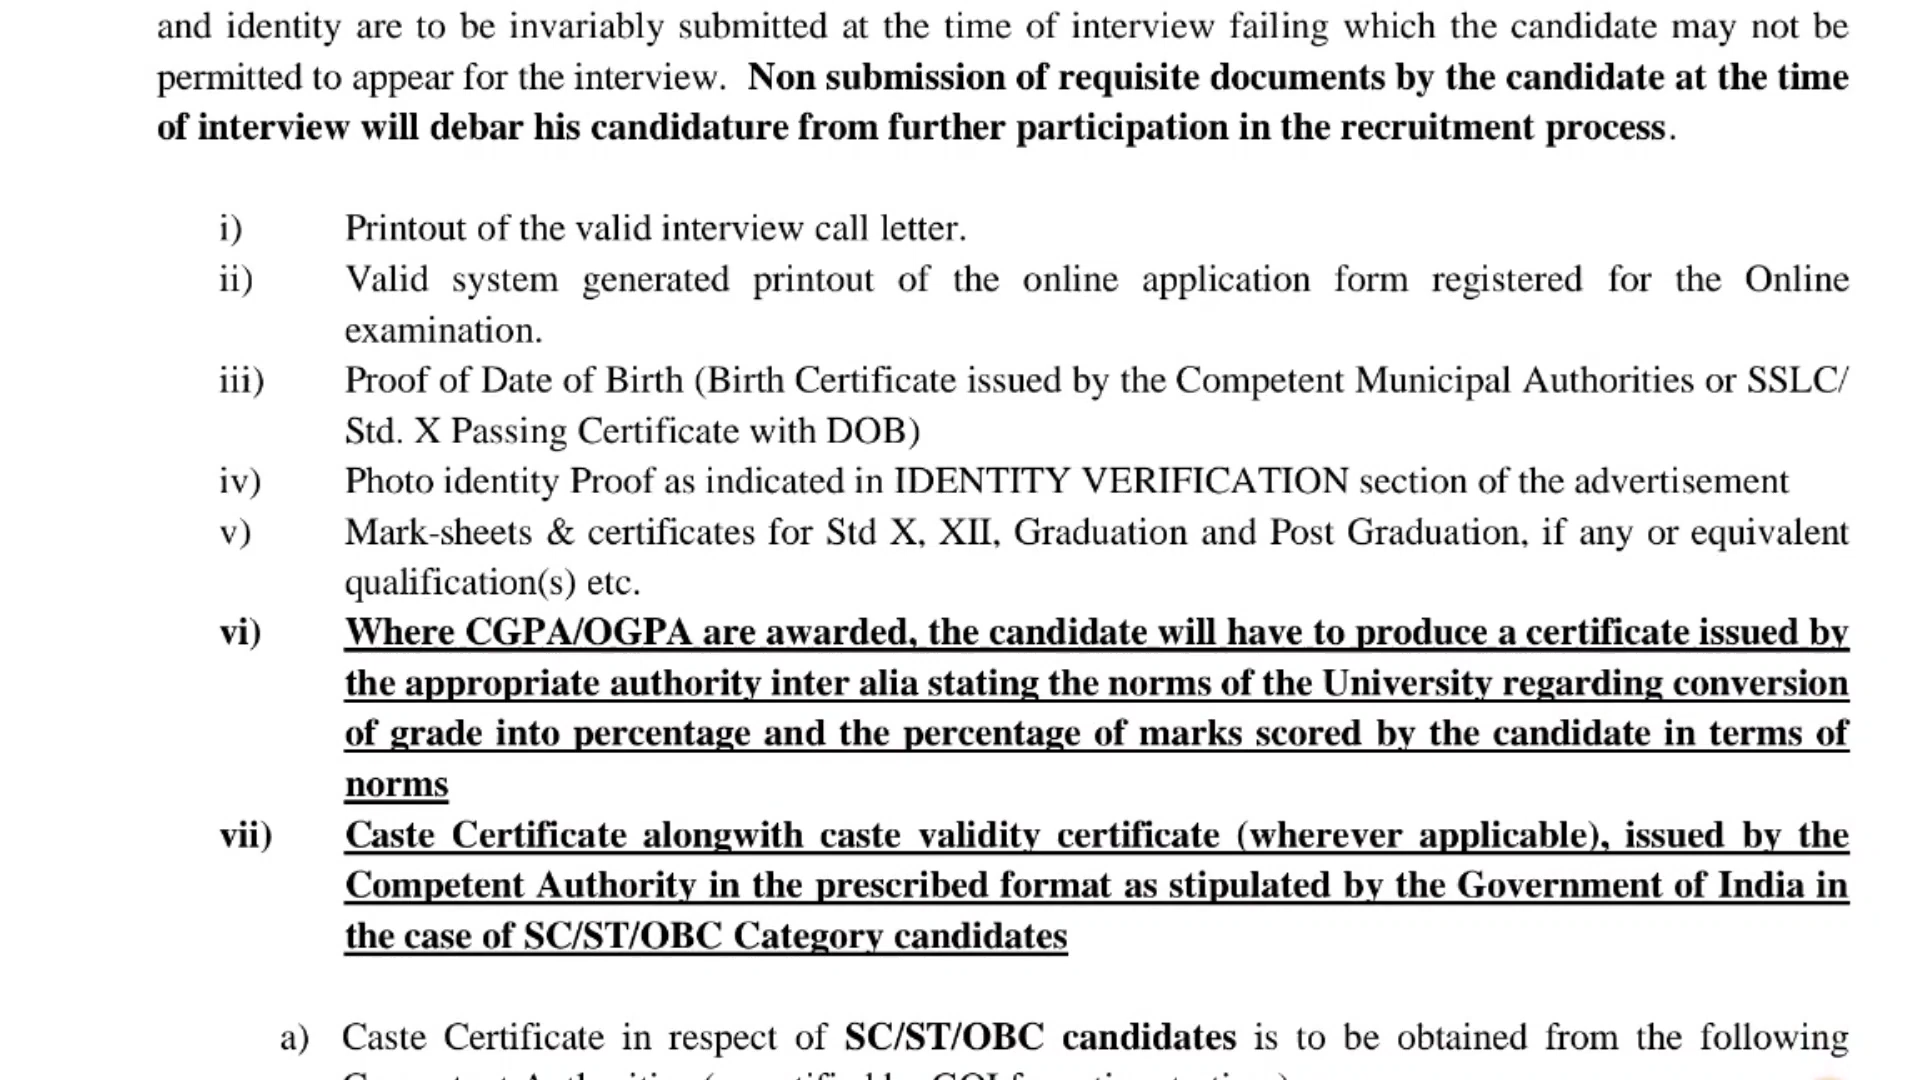 and identity are to be invariably submitted at the time of interview failing which the candidate may not be
permitted to appear for the interview. Non submission of requisite documents by the candidate at the time
of interview will debar his candidature from further participation in the recruitment process.
i) Printout of the valid interview call letter.
ii) Valid system generated printout of the online application form registered for the Online
examination.
iii) Proof of Date of Birth (Birth Certificate issued by the Competent Municipal Authorities or SSLC/
Std. X Passing Certificate with DOB)
iv) Photo identity Proof as indicated in IDENTITY VERIFICATION section of the advertisement
v) Mark-sheets & certificates for Std X, XII, Graduation and Post Graduation, if any or equivalent
qualification(s) etc.
vi) Where CGPA/OGPA are awarded, the candidate will have to produce a certificate issued by
the appropriate authority inter alia stating the norms of the University regarding conversion
of grade into percentage and the percentage of marks scored by the candidate in terms of
norms
vii) Caste Certificate alongwith caste validity certificate (wherever applicable), issued by the
Competent Authority in the prescribed format as stipulated by the Government of India in
the case of SC/ST/OBC Category candidates
a) Caste Certificate in respect of SC/ST/OBC candidates is to be obtained from the following